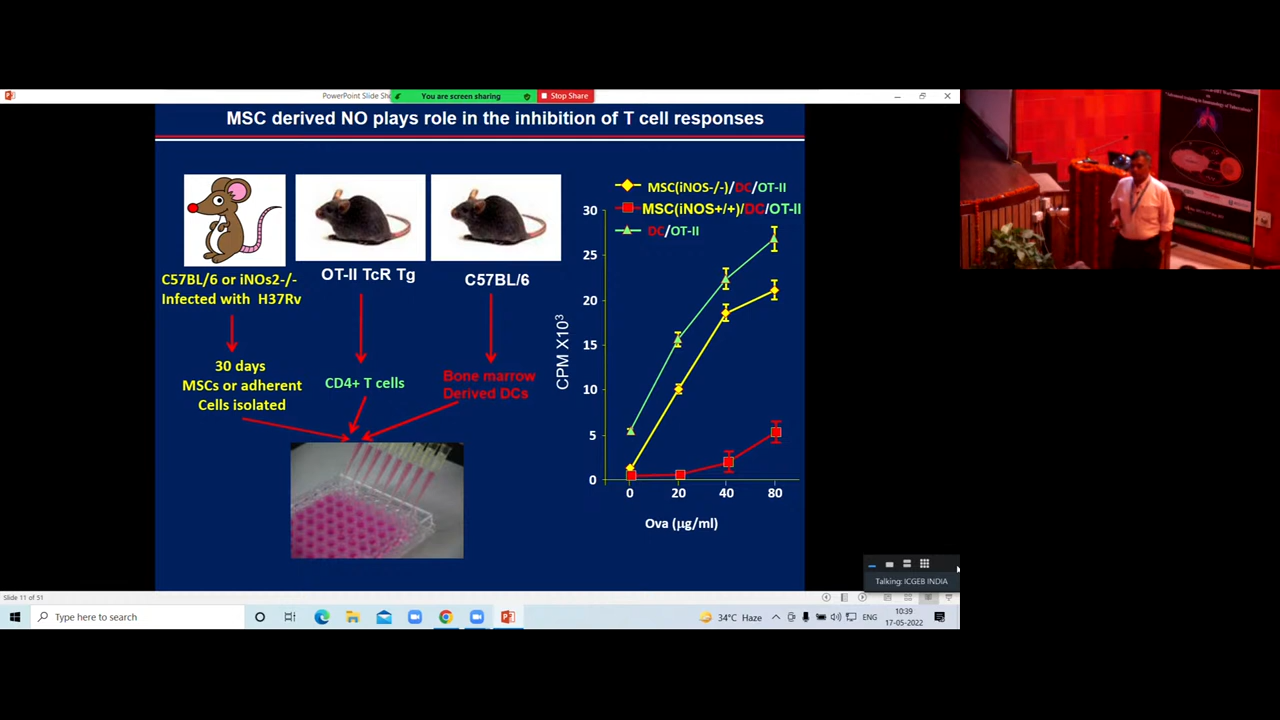 PowerPoint Slide Sh
You are screen sharing
Stop Share
MSC derived NO plays role in the inhibition of T cell responses
C57BL/6 or iNOs2-/-
Infected with H37Rv
OT-II TcR Tg
C57BL/6
30 days
MSCs or adherent
Cells isolated
CD4+ T cells
Bone marrow
Derived DCs
MSC(iNOS-/-)/DC/OT-II
MSC(iNOS+/+)/DC/OT-II
DC/OT-II
CPM X10³
30
25
20
15
10
5
0
0 20 40 80
Ova (µg/ml)
Talking: ICGEB INDIA
Slide 11 of 51
Type here to search
34°C Haze
ENG
10:39
17-05-2022